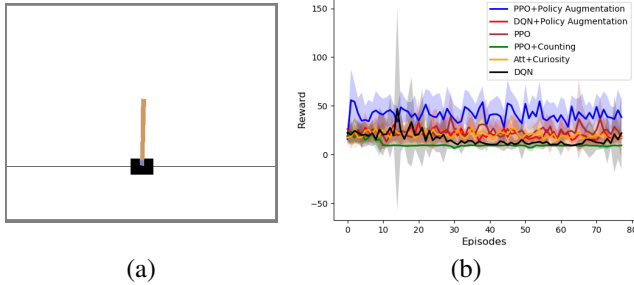 150
100
50
0
−50
Reward
PPO+Policy Augmentation
DQN+Policy Augmentation
PPO
PPO+Counting
Att+Curiosity
DQN
0 10 20 30 40 50 60 70 80
Episodes
(a) (b)